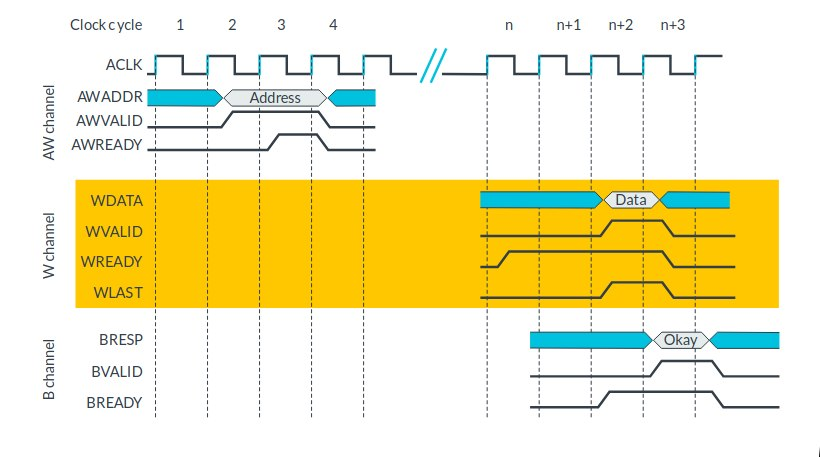 Clock cycle 1 2 3 4 n n+1 n+2 n+3
ACLK
AW channel
AWADDR Address
AWVALID
AWREADY
W channel
WDATA Data
WVALID
WREADY
WLAST
B channel
BRESP Okay
BVALID
BREADY